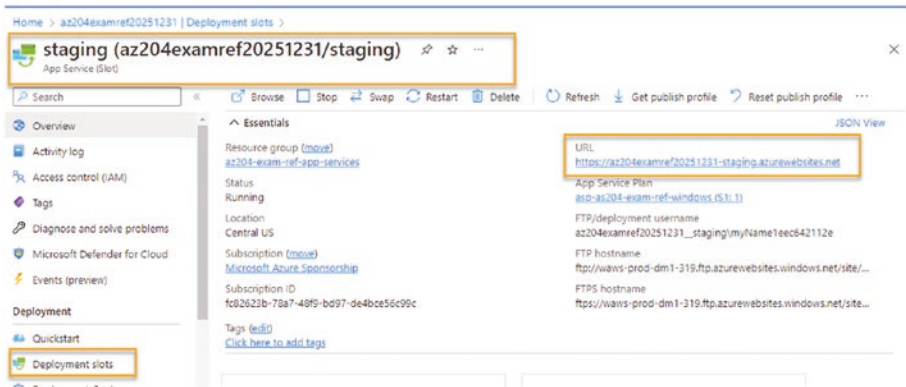 Home > az204examref20251231 | Deployment slots >
staging (az204examref20251231/staging)
App Service (Slot)
Search
Browse Stop Swap Restart Delete Refresh Get publish profile Reset publish profile
Overview
Activity log
Access control (IAM)
Tags
Diagnose and solve problems
Microsoft Defender for Cloud
Events (preview)
Deployment
Quickstart
Deployment slots
Essentials
JSON View
Resource group (move)
az204-exam-ref-app-services
Status
Running
Location
Central US
Subscription (move)
Microsoft Azure Sponsorship
Subscription ID
fc82623b-78a7-48f9-bd97-de4bce56c99c
Tags (edit)
Click here to add tags
URL
https://az204examref20251231-staging.azurewebsites.net
App Service Plan
asp-as204-exam-ref-windows (S1: 1)
FTP/deployment username
az204examref20251231__staging\myName1eec642112e
FTP hostname
ftp://waws-prod-dm1-319.ftp.azurewebsites.windows.net/site/...
FTPS hostname
ftps://waws-prod-dm1-319.ftp.azurewebsites.windows.net/site...